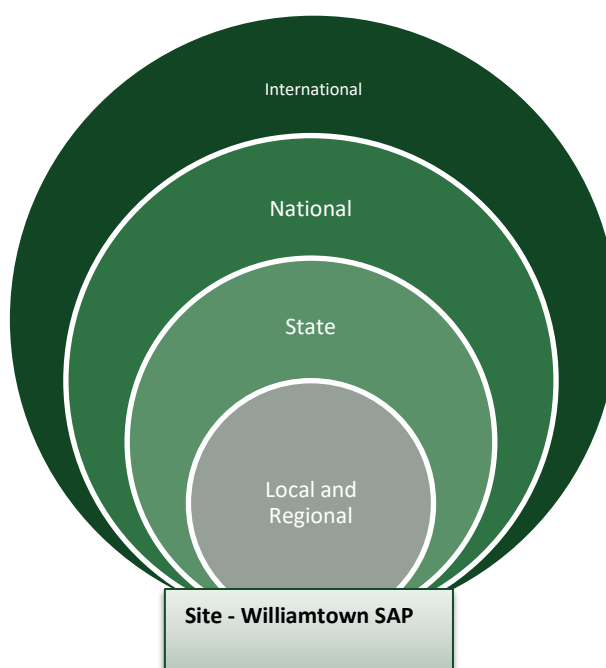 International
National
State
Local and
Regional
Site - Williamtown SAP